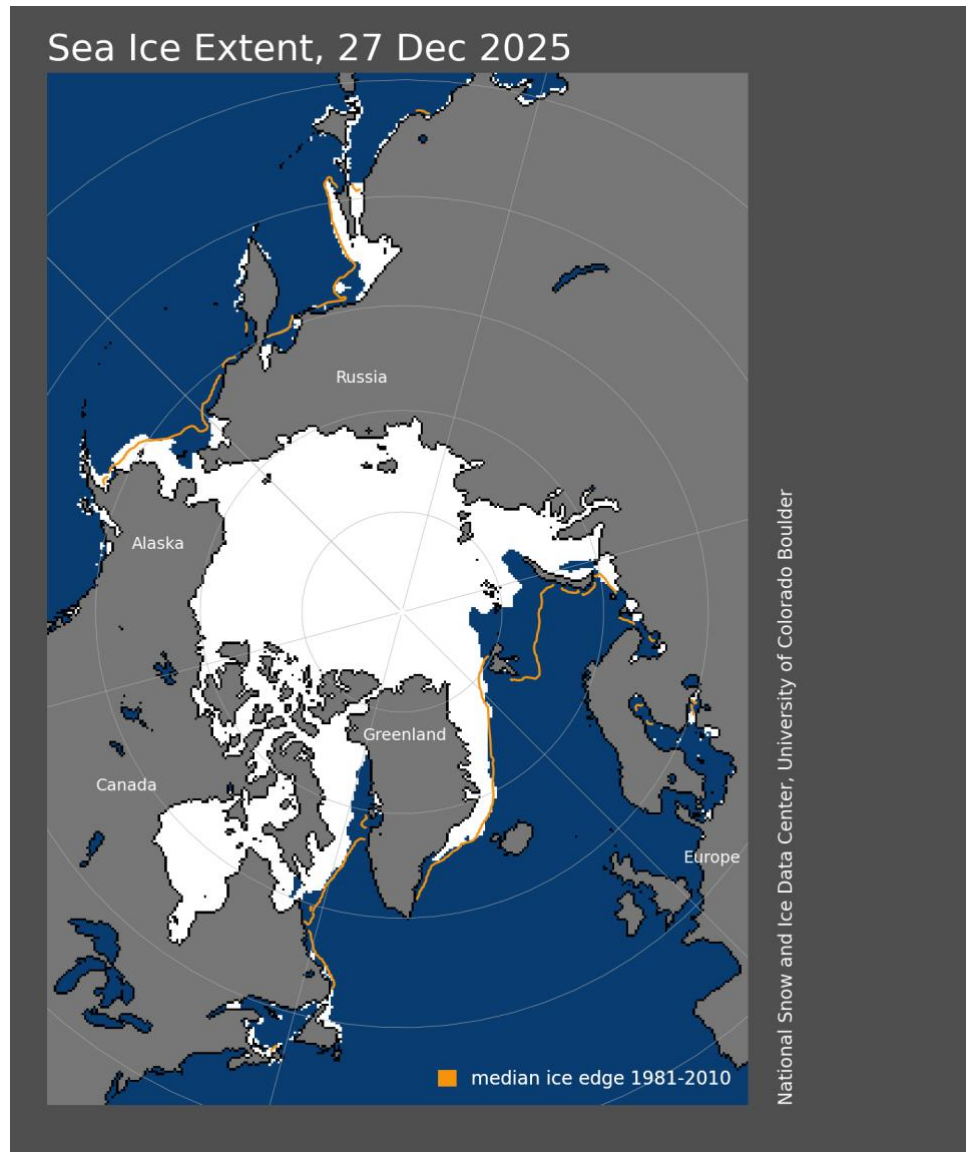 Sea Ice Extent, 27 Dec 2025
Russia
Alaska
Greenland
Canada
Europe
median ice edge 1981-2010
National Snow and Ice Data Center, University of Colorado Boulder